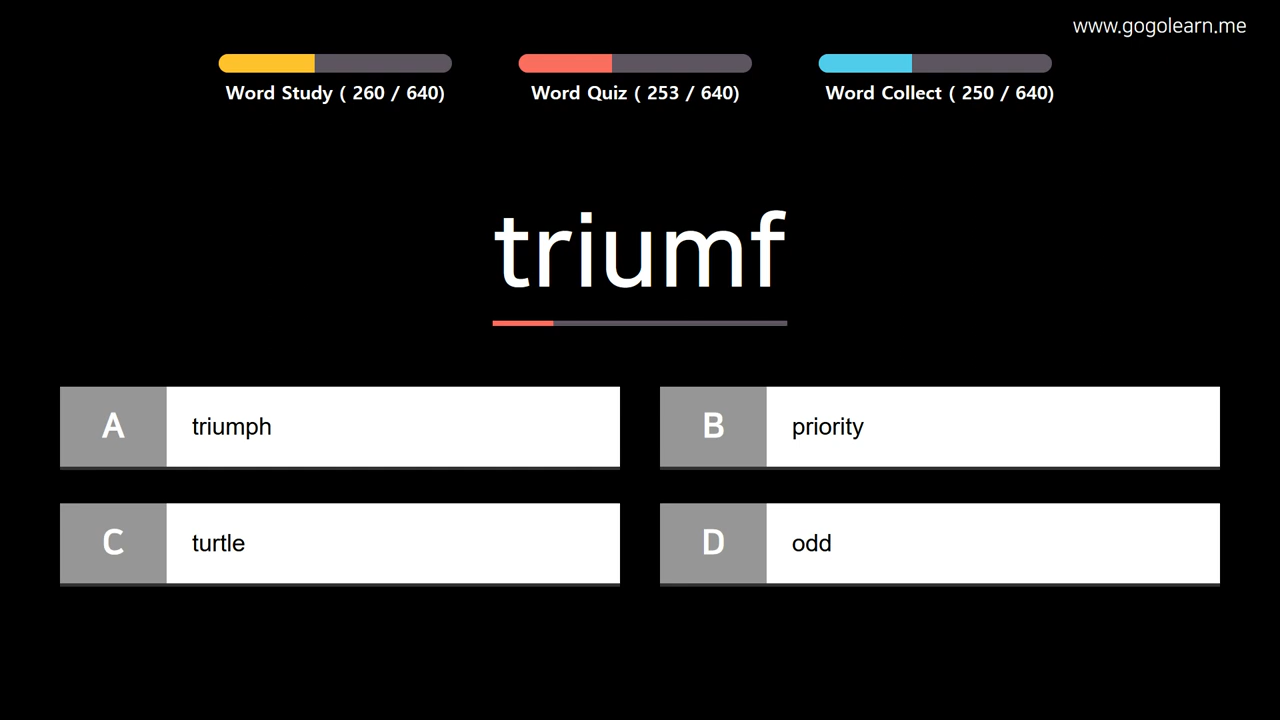 www.gogolearn.me
Word Study ( 260 / 640)
Word Quiz ( 253 / 640)
Word Collect ( 250 / 640)
triumf
A triumph
B priority
C turtle
D odd